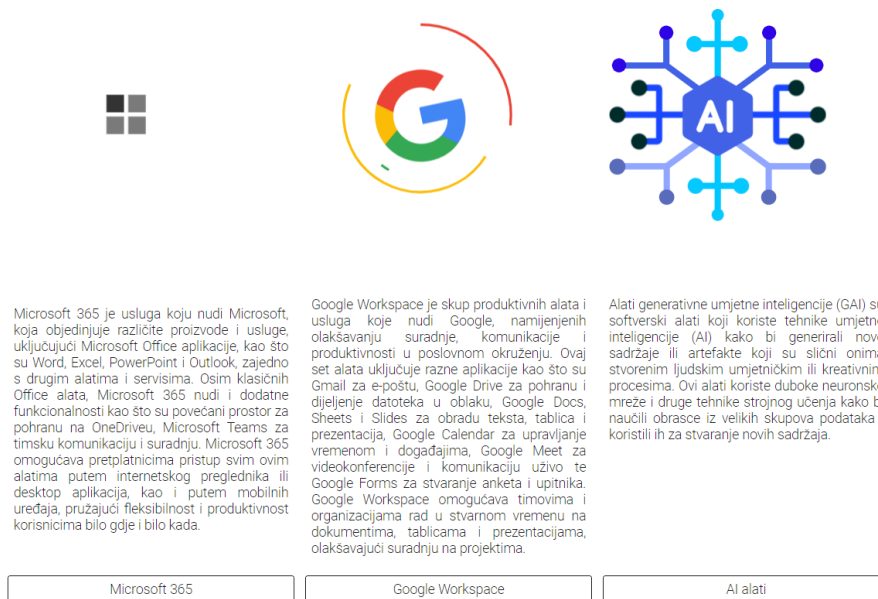 AI
Microsoft 365 je usluga koju nudi Microsoft,
koja objedinjuje različite proizvode i usluge,
uključujući Microsoft Office aplikacije, kao što
su Word, Excel, PowerPoint i Outlook, zajedno
s drugim alatima i servisima. Osim klasičnih
Office alata, Microsoft 365 nudi i dodatne
funkcionalnosti kao što su povećani prostor za
pohranu na OneDriveu, Microsoft Teams za
timsku komunikaciju i suradnju. Microsoft 365
omogućava pretplatnicima pristup svim ovim
alatima putem internetskog preglednika ili
desktop aplikacija, kao i putem mobilnih
uređaja, pružajući fleksibilnost i produktivnost
korisnicima bilo gdje i bilo kada.
Google Workspace je skup produktivnih alata i
usluga koje nudi Google, namijenjenih
olakšavanju suradnje, komunikacije i
produktivnosti u poslovnom okruženju. Ovaj
set alata uključuje razne aplikacije kao što su
Gmail za e-poštu, Google Drive za pohranu i
dijeljenje datoteka u oblaku, Google Docs,
Sheets i Slides za obradu teksta, tablica i
prezentacija, Google Calendar za upravljanje
vremenom i događajima, Google Meet za
videokonferencije i komunikaciju uživo te
Google Forms za stvaranje anketa i upitnika.
Google Workspace omogućava timovima i
organizacijama rad u stvarnom vremenu na
dokumentima, tablicama i prezentacijama,
olakšavajući suradnju na projektima.
Alati generativne umjetne inteligencije (GAI) su
softverski alati koji koriste tehnike umjetne
inteligencije (AI) kako bi generirali nove
sadržaje ili artefakte koji su slični onima
stvorenim ljudskim umjetničkim ili kreativnim
procesima. Ovi alati koriste duboke neuronske
mreže i druge tehnike strojnog učenja kako bi
naučili obrasce iz velikih skupova podataka
koristili ih za stvaranje novih sadržaja.
Microsoft 365
Google Workspace
AI alati